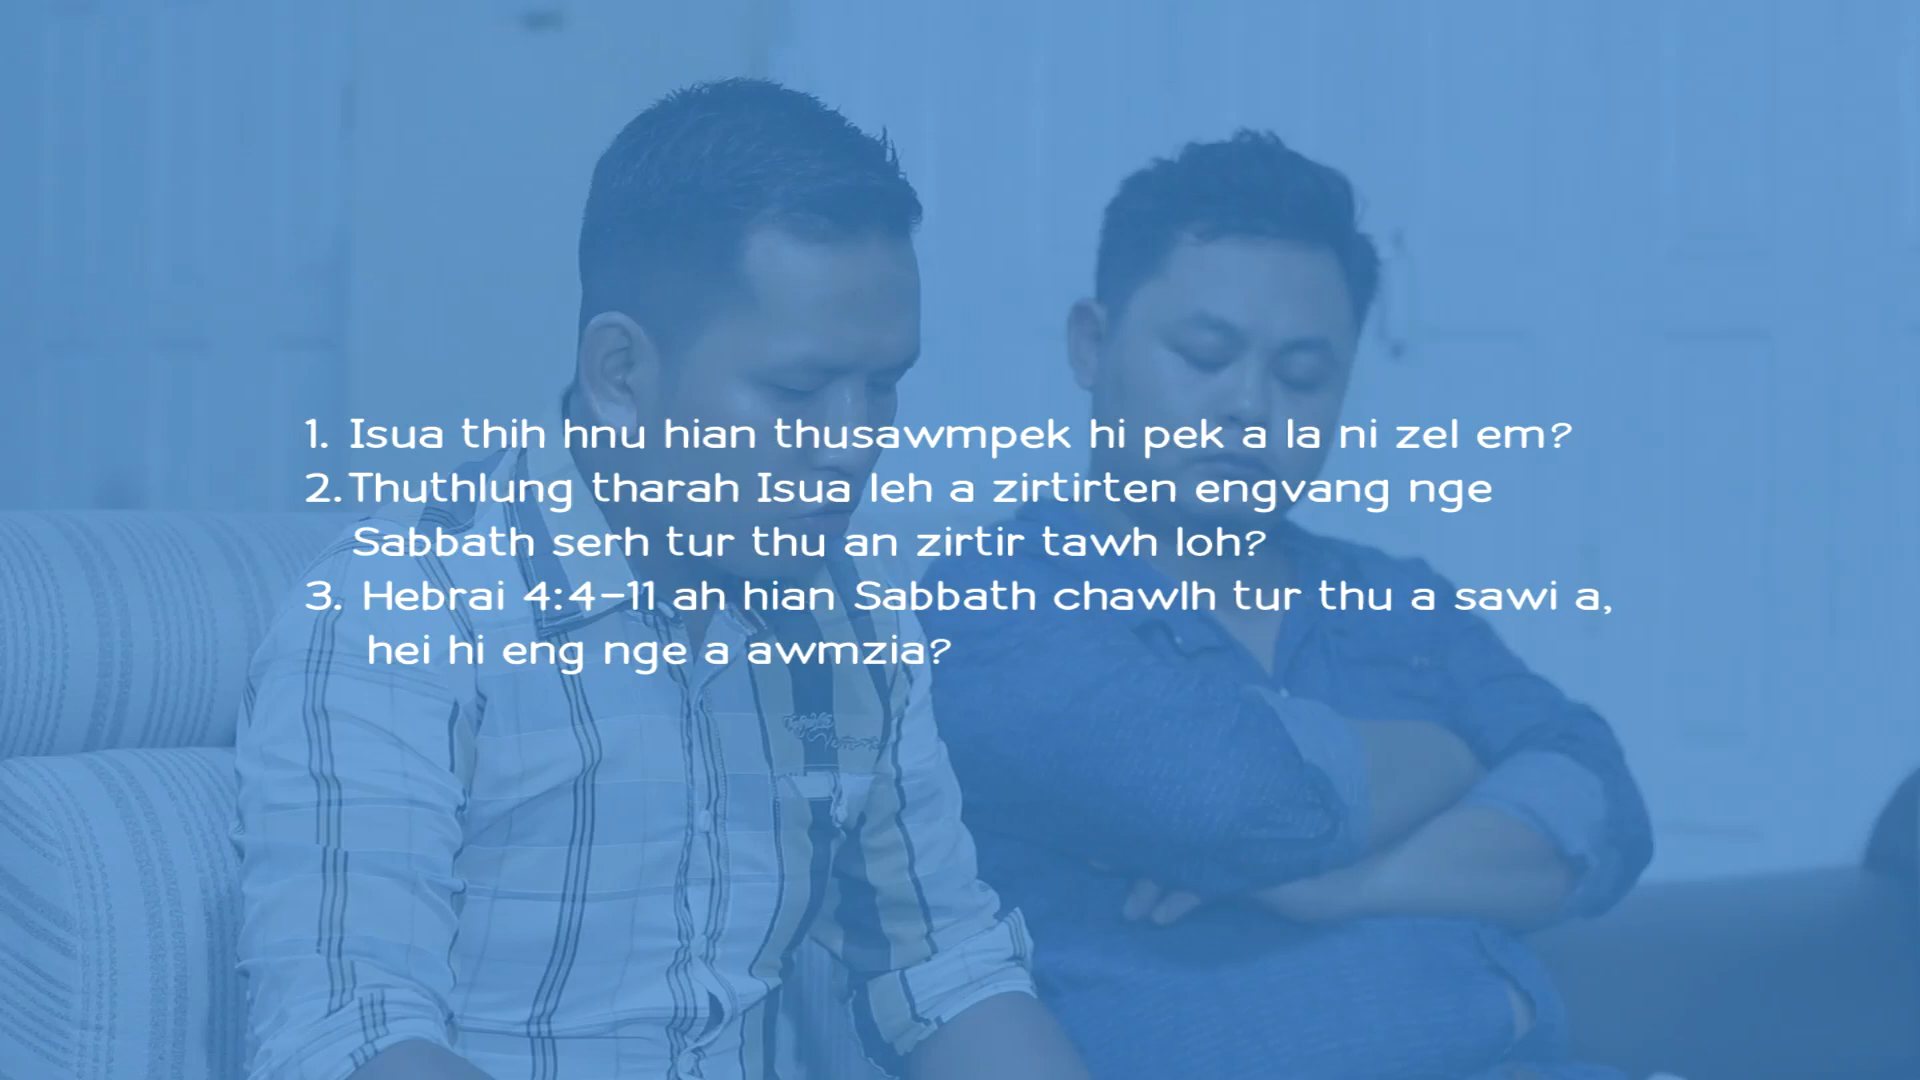 1. Isua thih hnu hian thusawmpek hi pek a la ni zel em?
2. Thuthlung tharah Isua leh a zirtirten engvang nge
Sabbath serh tur thu an zirtir tawh loh?
3. Hebrai 4:4-11 ah hian Sabbath chawlh tur thu a sawi a,
hei hi eng nge a awmzia?